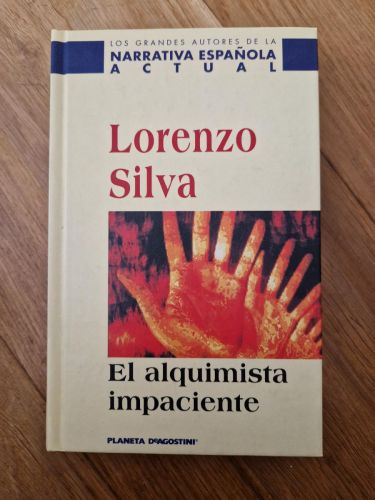 LOS GRANDES AUTORES DE LA
NARRATIVA ESPAÑOLA
ACTUAL
Lorenzo
Silva
El alquimista
impaciente
PLANETA DEAGOSTINI